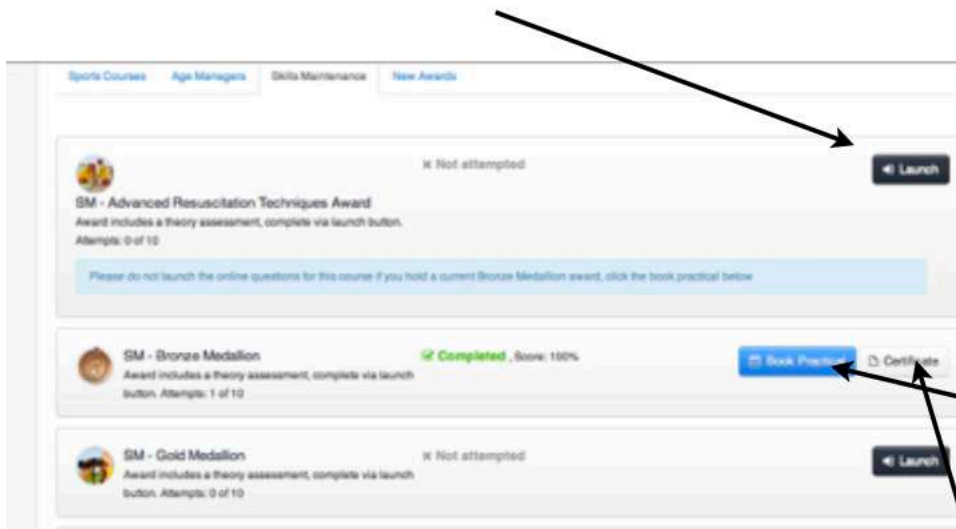 Sports Courses Age Managers Skills Maintenance New Awards
× Not attempted
Launch
SM - Advanced Resuscitation Techniques Award
Award includes a theory assessment, complete via launch button.
Attempts: 0 of 10
Please do not launch the online questions for this course if you hold a current Bronze Medallion award, click the book practical below
SM - Bronze Medallion
Completed , Score: 100%
Book Practical Certificate
Award includes a theory assessment, complete via launch
button. Attempts: 1 of 10
SM - Gold Medallion
× Not attempted
Launch
Award includes a theory assessment, complete via launch
button. Attempts: 0 of 10